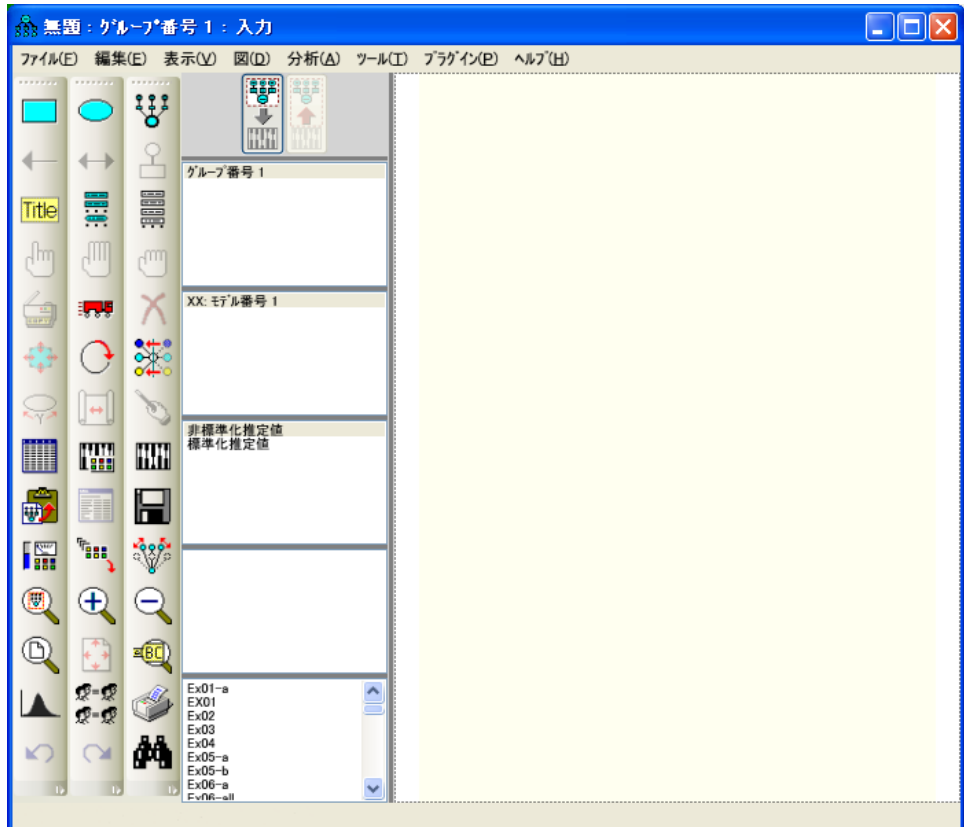 無題 : ｸﾞﾙｰﾌﾟ番号 1 : 入力
ﾌｧｲﾙ(F) 編集(E) 表示(V) 図(D) 分析(A) ﾂｰﾙ(T) ﾌﾟﾗｸﾞｲﾝ(P) ﾍﾙﾌﾟ(H)
Title
ｸﾞﾙｰﾌﾟ番号 1
XX: ﾓﾃﾞﾙ番号 1
非標準化推定値
標準化推定値
Ex01-a
EX01
Ex02
Ex03
Ex04
Ex05-a
Ex05-b
Ex06-a
Ex06-all